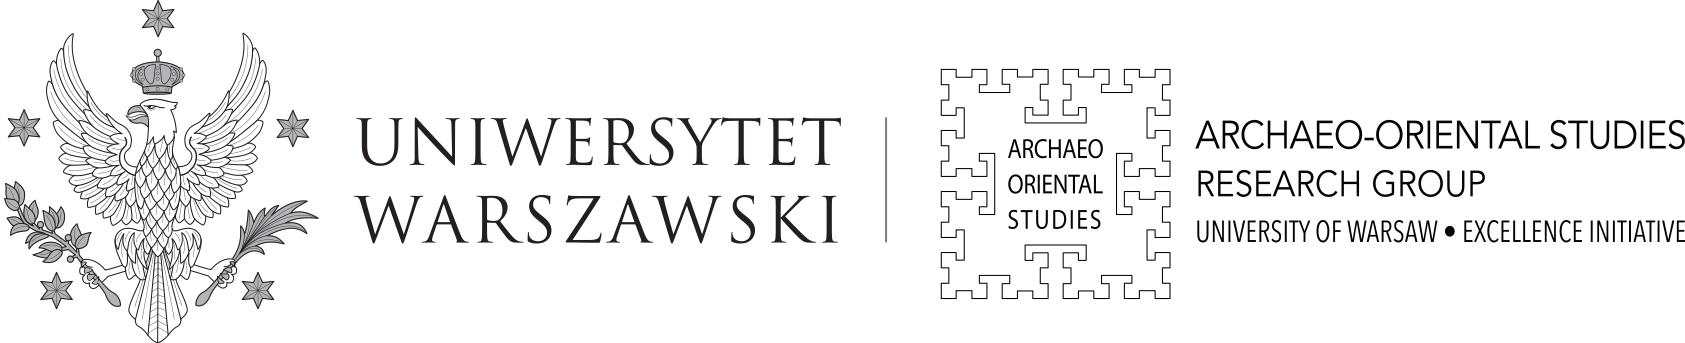 UNIWERSYTET
WARSZAWSKI
ARCHAEO
ORIENTAL
STUDIES
ARCHAEO-ORIENTAL STUDIES
RESEARCH GROUP
UNIVERSITY OF WARSAW • EXCELLENCE INITIATIVE